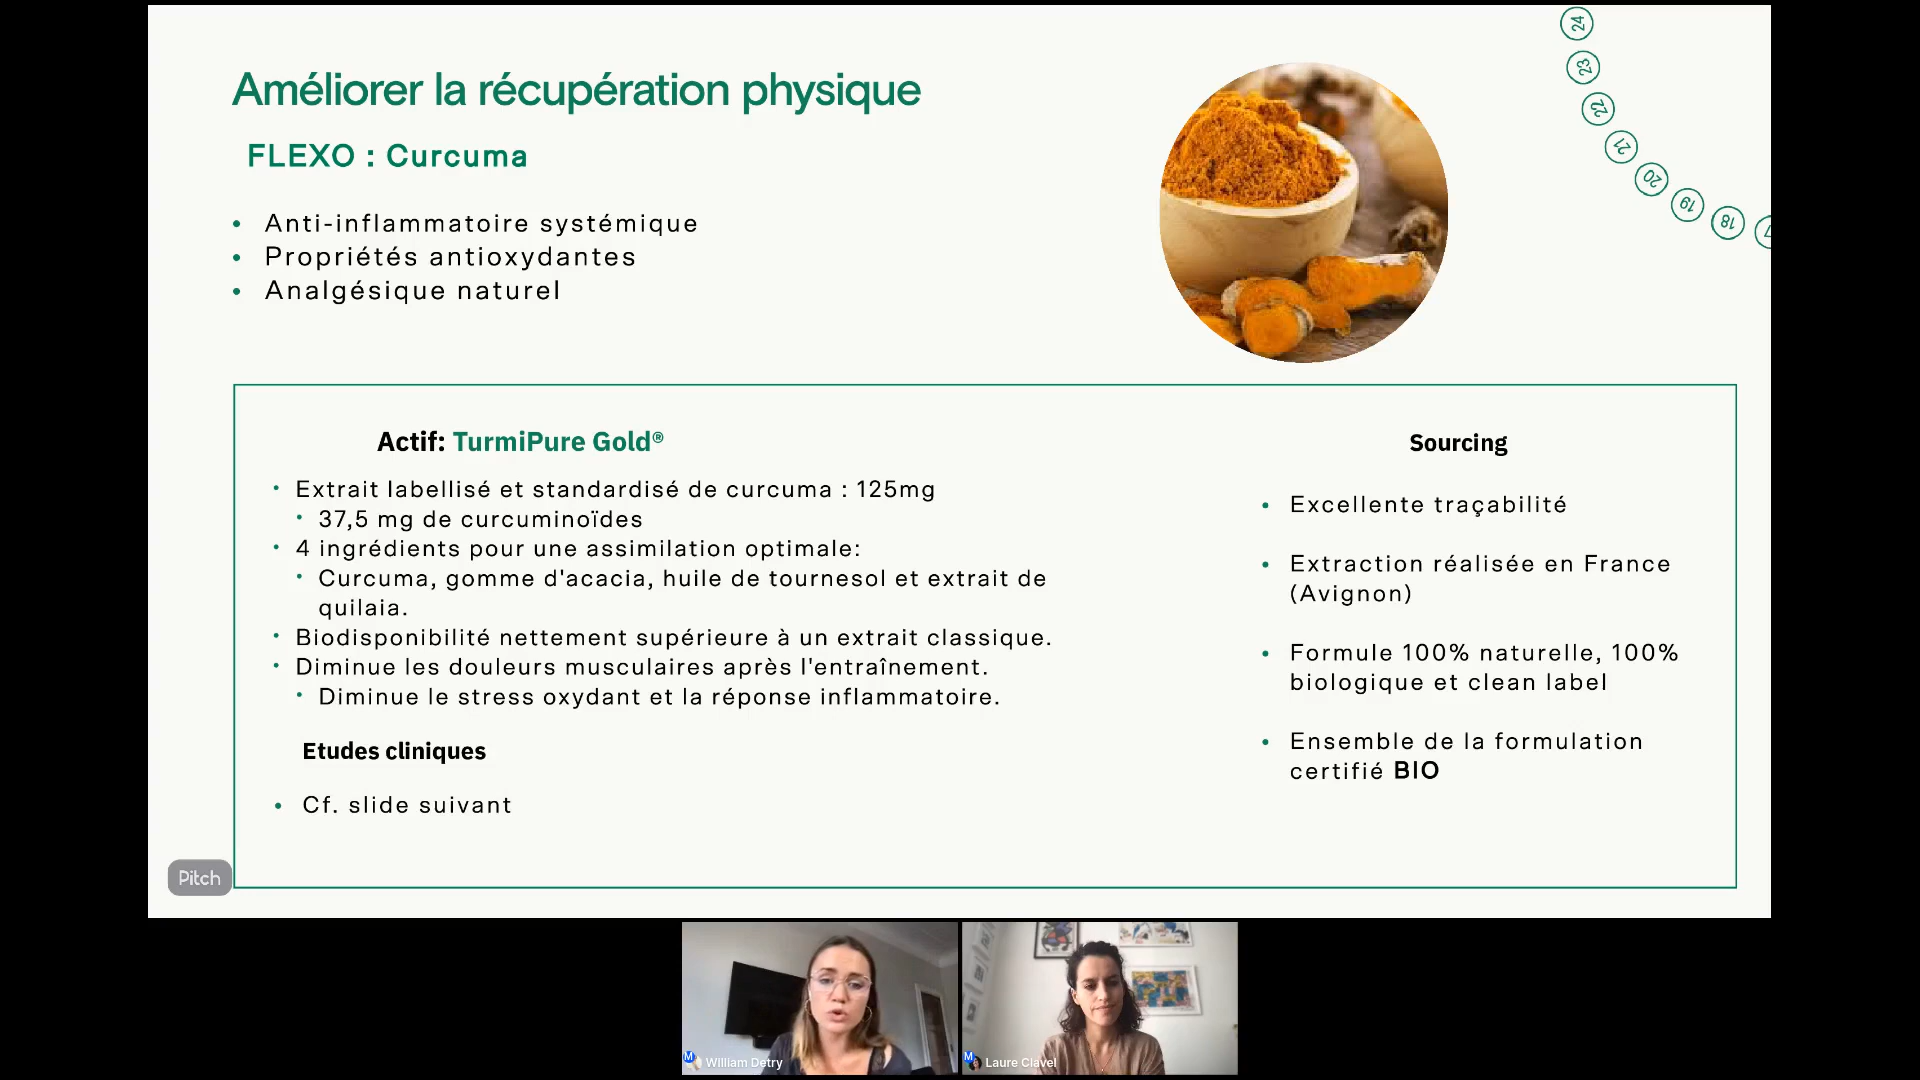 Améliorer la récupération physique
FLEXO : Curcuma
• Anti-inflammatoire systémique
• Propriétés antioxydantes
• Analgésique naturel
24
23
22
21
20
19
18
Actif: TurmiPure Gold®
• Extrait labellisé et standardisé de curcuma : 125mg
• 37,5 mg de curcuminoïdes
• 4 ingrédients pour une assimilation optimale:
• Curcuma, gomme d'acacia, huile de tournesol et extrait de
quilaia.
• Biodisponibilité nettement supérieure à un extrait classique.
• Diminue les douleurs musculaires après l'entraînement.
• Diminue le stress oxydant et la réponse inflammatoire.
Etudes cliniques
• Cf. slide suivant
Sourcing
• Excellente traçabilité
• Extraction réalisée en France
(Avignon)
• Formule 100% naturelle, 100%
biologique et clean label
• Ensemble de la formulation
certifié BIO
Pitch
M William Detry
M Laure Clavel